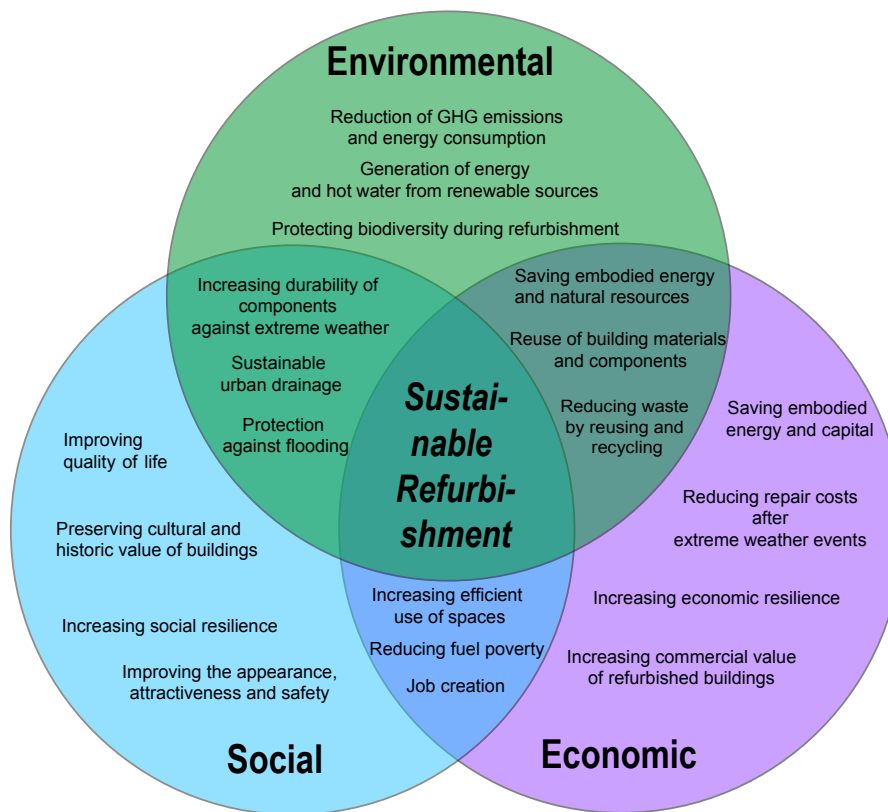 Environmental
Reduction of GHG emissions
and energy consumption
Generation of energy
and hot water from renewable sources
Protecting biodiversity during refurbishment
Increasing durability of
components
against extreme weather
Sustainable
urban drainage
Protection
against flooding
Saving embodied energy
and natural resources
Reuse of building materials
and components
Reducing waste
by reusing and
recycling
Sustai-
nable
Refurbi-
shment
Improving
quality of life
Preserving cultural and
historic value of buildings
Increasing social resilience
Improving the appearance,
attractiveness and safety
Social
Increasing efficient
use of spaces
Reducing fuel poverty
Job creation
Saving embodied
energy and capital
Reducing repair costs
after
extreme weather events
Increasing economic resilience
Increasing commercial value
of refurbished buildings
Economic